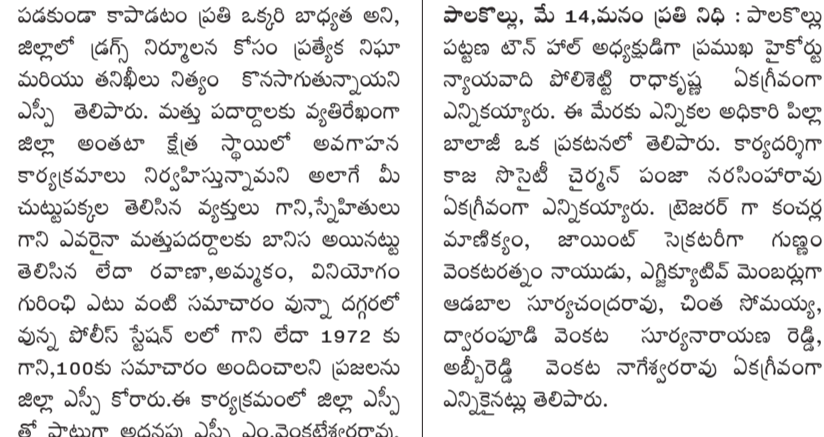 పడకుండా కాపాడటం ప్రతి ఒక్కరి బాధ్యత అని,
జిల్లాలో డ్రగ్స్ నిర్మూలన కోసం ప్రత్యేక నిఘా
మరియు తనిఖీలు నిత్యం కొనసాగుతున్నాయని
ఎస్పీ తెలిపారు. మత్తు పదార్థాలకు వ్యతిరేఖంగా
జిల్లా అంతటా క్షేత్ర స్థాయిలో అవగాహన
కార్యక్రమాలు నిర్వహిస్తున్నామని అలాగే మీ
చుట్టుపక్కల తెలిసిన వ్యక్తులు గాని,స్నేహితులు
గాని ఎవరైనా మత్తుపదర్థాలకు బానిస అయినట్టు
తెలిసిన లేదా రవాణా,అమ్మకం, వినియోగం
గురించి ఎటు వంటి సమాచారం వున్నా దగ్గరలో
వున్న పోలీస్ స్టేషన్ లలో గాని లేదా 1972 కు
గాని,100కు సమాచారం అందించాలని ప్రజలను
జిల్లా ఎస్పీ కోరారు.ఈ కార్యక్రమంలో జిల్లా ఎస్పీ
తో పాటుగా అదనపు ఎస్పీ ఎం.వెంకటేశ్వరరావు,
పాలకొల్లు, మే 14,మనం ప్రతి నిధి : పాలకొల్లు
పట్టణ టౌన్ హాల్ అధ్యక్షుడిగా ప్రముఖ హైకోర్టు
న్యాయవాది పోలిశెట్టి రాధాకృష్ణ ఏకగ్రీవంగా
ఎన్నికయ్యారు. ఈ మేరకు ఎన్నికల అధికారి పిల్లా
బాలాజీ ఒక ప్రకటనలో తెలిపారు. కార్యదర్శిగా
కాజ సొసైటీ చైర్మన్ పంజా నరసింహారావు
ఏకగ్రీవంగా ఎన్నికయ్యారు. ట్రెజరర్ గా కంచర్ల
మాణిక్యం, జాయింట్ సెక్రటరీగా గుణ్ణం
వెంకటరత్నం నాయుడు, ఎగ్జిక్యూటివ్ మెంబర్లుగా
ఆడబాల సూర్యచంద్రరావు, చింత సోమయ్య,
ద్వారంపూడి వెంకట సూర్యనారాయణ రెడ్డి,
అబ్బీరెడ్డి వెంకట నాగేశ్వరరావు ఏకగ్రీవంగా
ఎన్నికైనట్లు తెలిపారు.